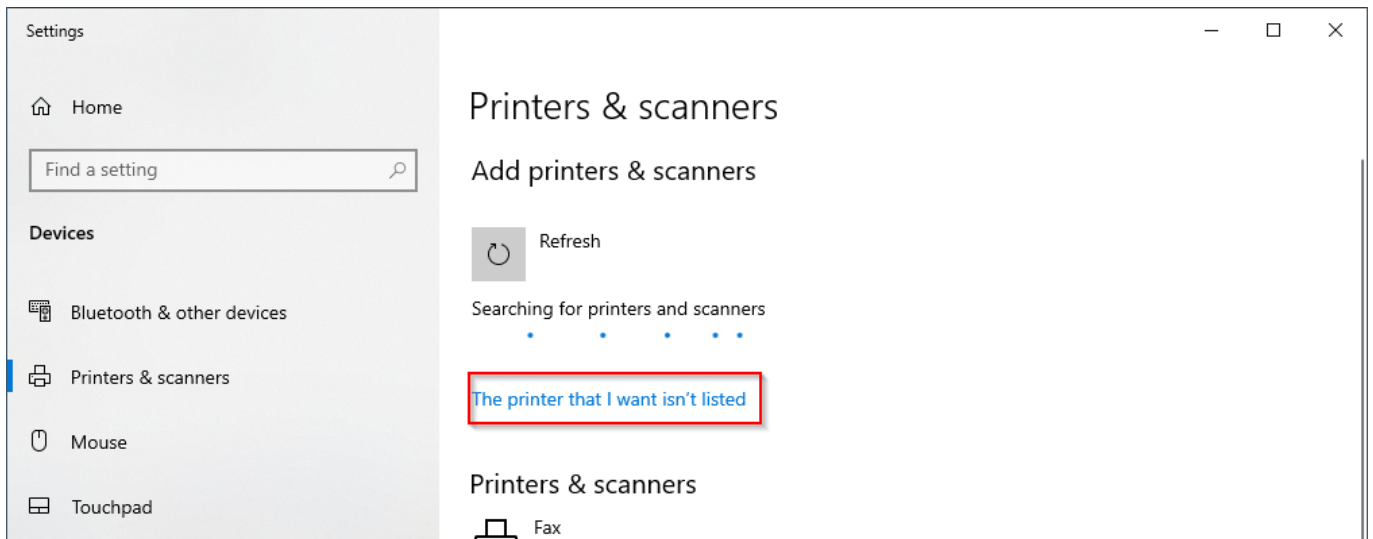 Settings
Home
Find a setting
Devices
Bluetooth & other devices
Printers & scanners
Mouse
Touchpad
Printers & scanners
Add printers & scanners
Refresh
Searching for printers and scanners
The printer that I want isn't listed
Printers & scanners
Fax